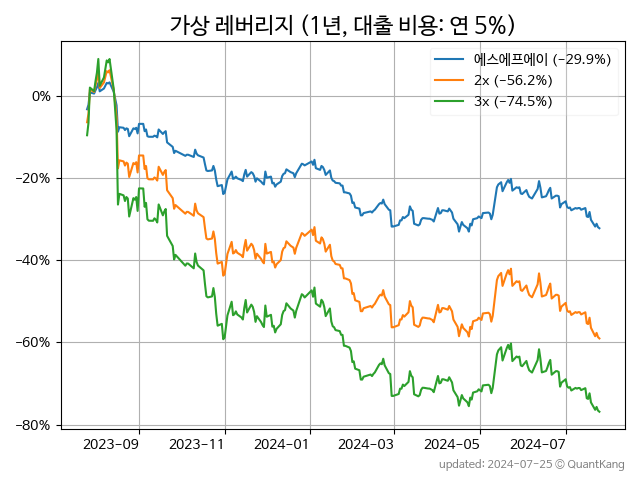 가상 레버리지 (1년, 대출 비용: 연 5%)
에스에프에이 (−29.9%)
2x (−56.2%)
3x (−74.5%)
0%
−20%
−40%
−60%
−80%
2023−09
2023−11
2024−01
2024−03
2024−05
2024−07
updated: 2024−07−25 © QuantKang